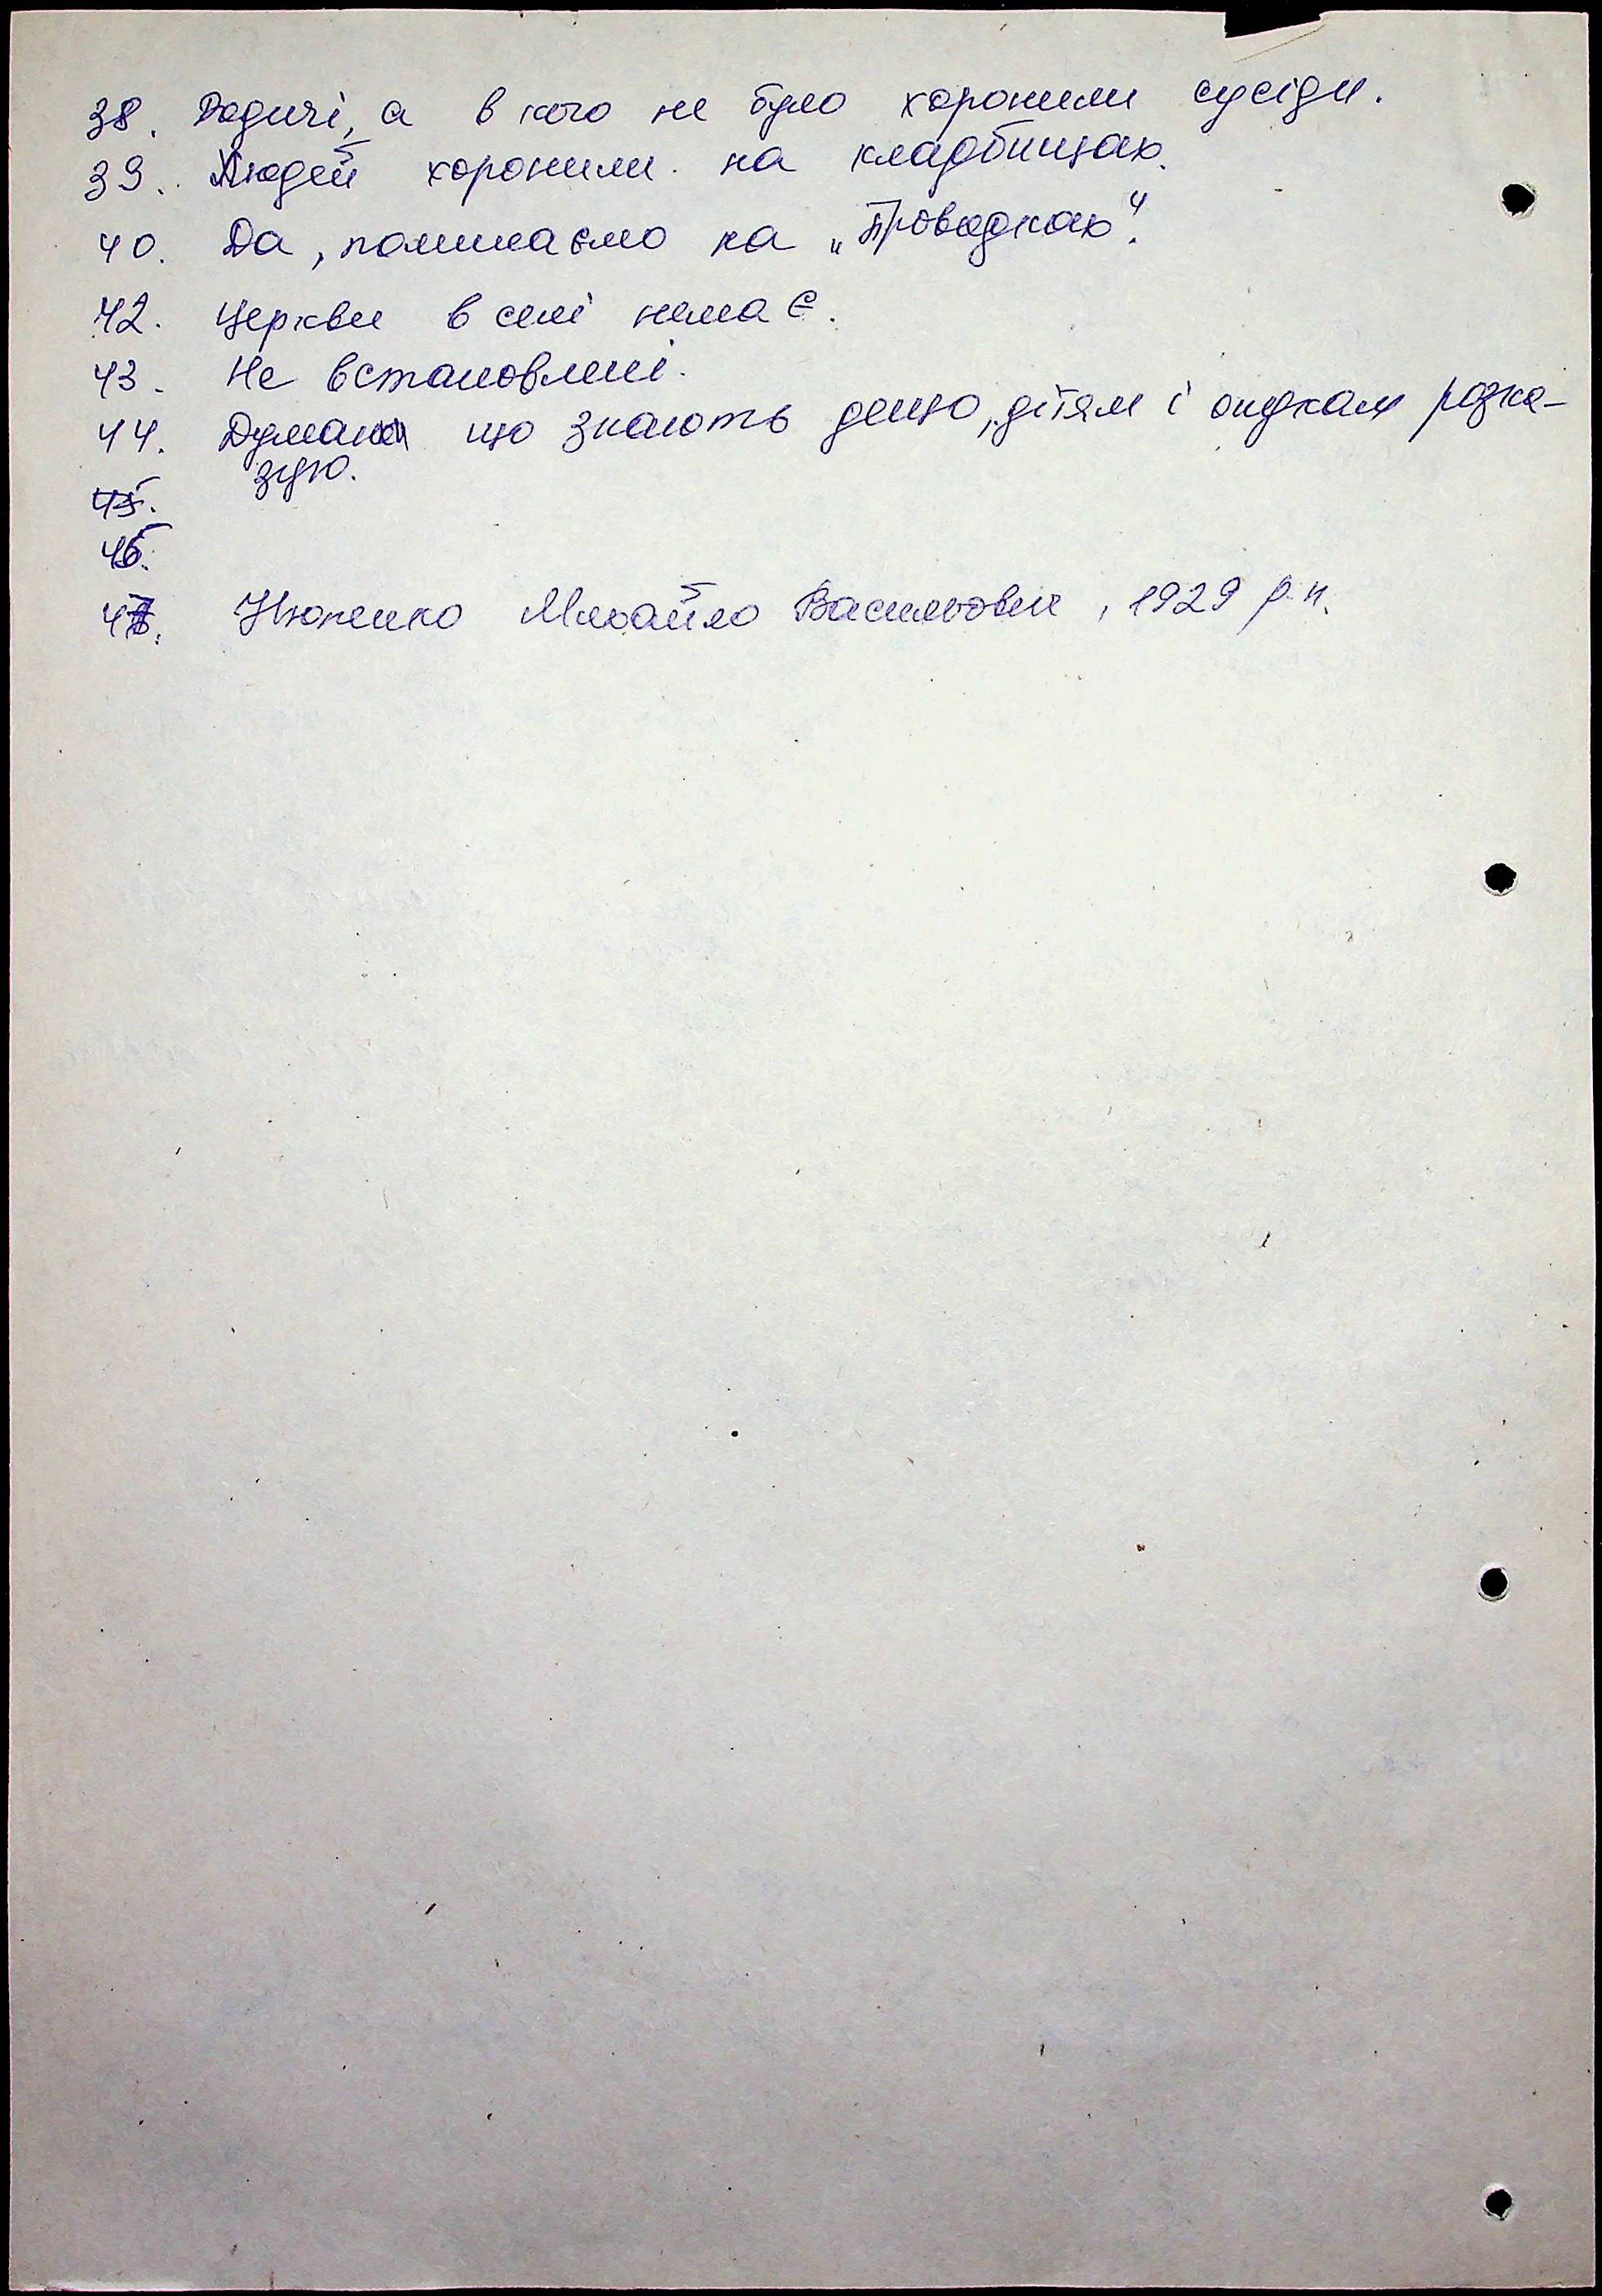 38. Родичі, а в кого не було хоронили сусіди.
39. Людей хоронили на кладбищах.
40. Да, поминаємо на „Проводках".
42. Церкви в селі немає.
43. Не встановлені.
44. Думаю що знають дещо, дітям і онукам розка-
зую.
45.
46.
47. Михайло Васильович, 1929 р.н.